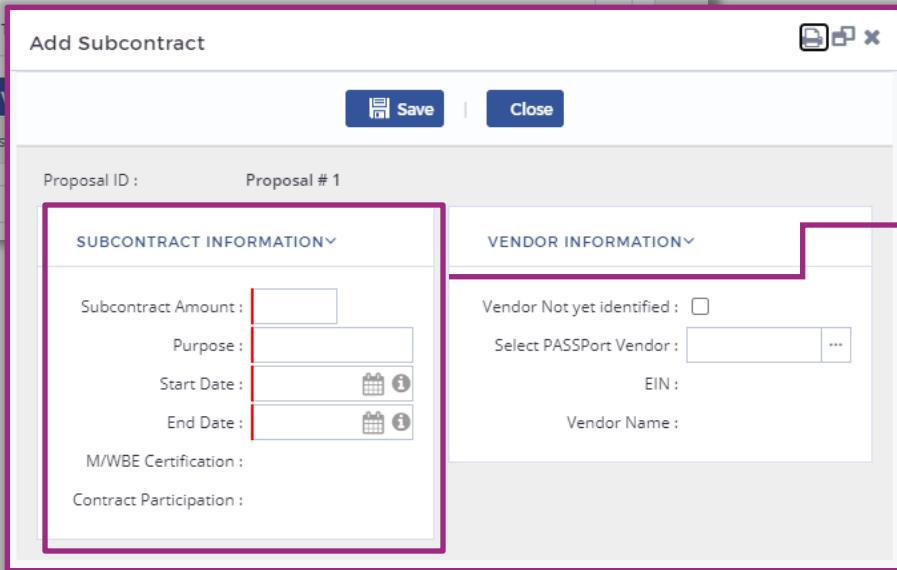 Add Subcontract
Save | Close
Proposal ID : Proposal # 1
SUBCONTRACT INFORMATION
Subcontract Amount :
Purpose :
Start Date :
End Date :
M/WBE Certification :
Contract Participation :
VENDOR INFORMATION
Vendor Not yet identified :
Select PASSPort Vendor : ...
EIN :
Vendor Name :